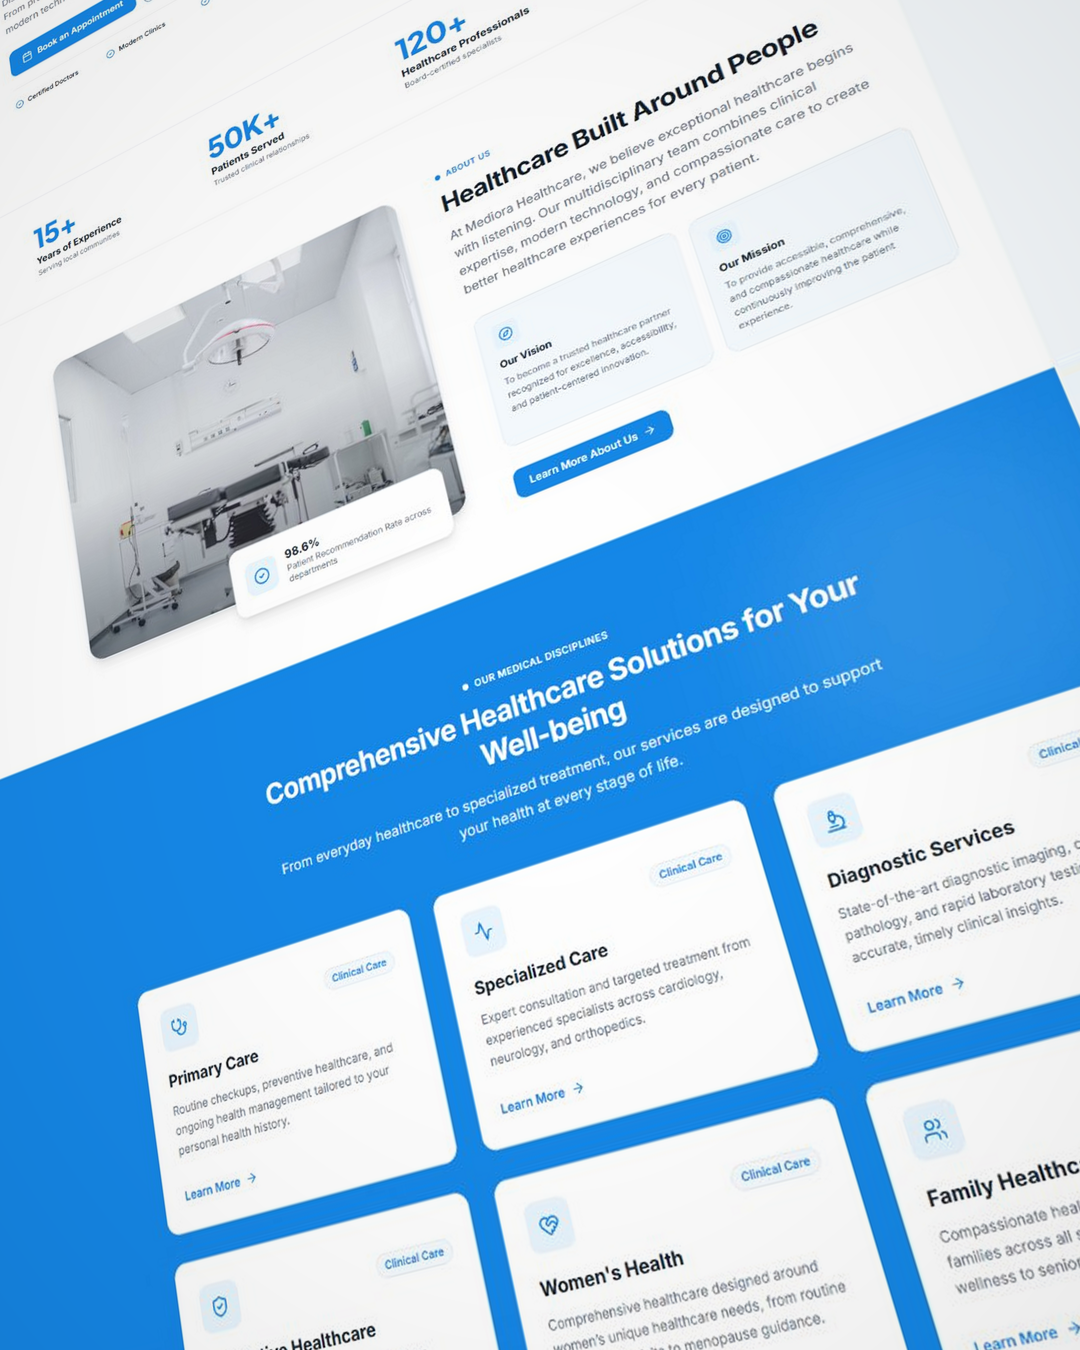 From pre
modern techn
Book an Appointment
Certified Doctors
Modern Clinics
15+
Years of Experience
Serving local communities
50K+
Patients Served
Trusted clinical relationships
120+
Healthcare Professionals
Board-certified specialists
ABOUT US
Healthcare Built Around People
At Mediora Healthcare, we believe exceptional healthcare begins
with listening. Our multidisciplinary team combines clinical
expertise, modern technology, and compassionate care to create
better healthcare experiences for every patient.
Our Vision
To become a trusted healthcare partner
recognized for excellence, accessibility,
and patient-centered innovation.
Our Mission
To provide accessible, comprehensive,
and compassionate healthcare while
continuously improving the patient
experience.
Learn More About Us
98.6%
Patient Recommendation Rate across
departments
OUR MEDICAL DISCIPLINES
Comprehensive Healthcare Solutions for Your
Well-being
From everyday healthcare to specialized treatment, our services are designed to support
your health at every stage of life.
Clinical Care
Primary Care
Routine checkups, preventive healthcare, and
ongoing health management tailored to your
personal health history.
Learn More
Clinical Care
Specialized Care
Expert consultation and targeted treatment from
experienced specialists across cardiology,
neurology, and orthopedics.
Learn More
Clinical
Diagnostic Services
State-of-the-art diagnostic imaging,
pathology, and rapid laboratory
accurate, timely clinical insights.
Learn More
Clinical Care
Healthcare
Clinical Care
Women's Health
Comprehensive healthcare designed around
women's unique healthcare needs, from routine
to menopause guidance.
Family
Compassionate
families across all
wellness to
Learn More